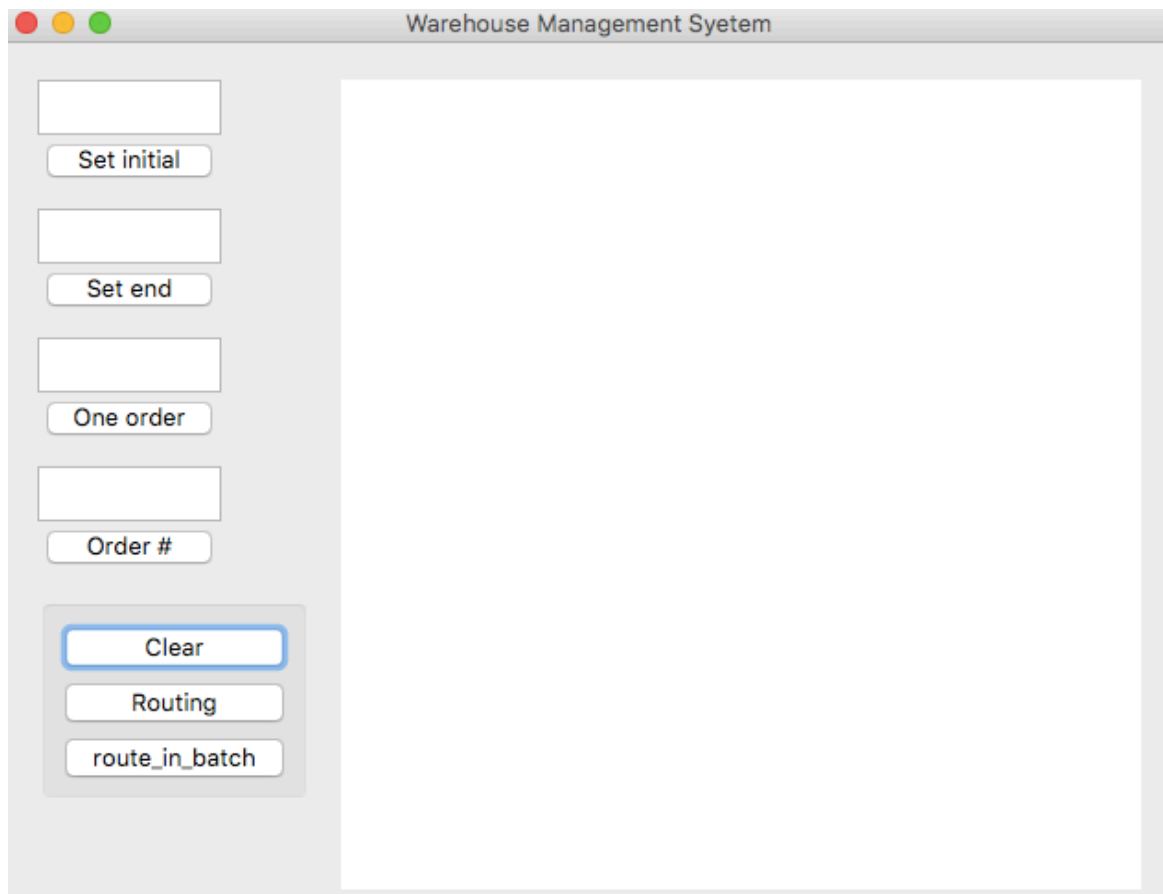 Warehouse Management Syetem
Set initial
Set end
One order
Order #
Clear
Routing
route_in_batch